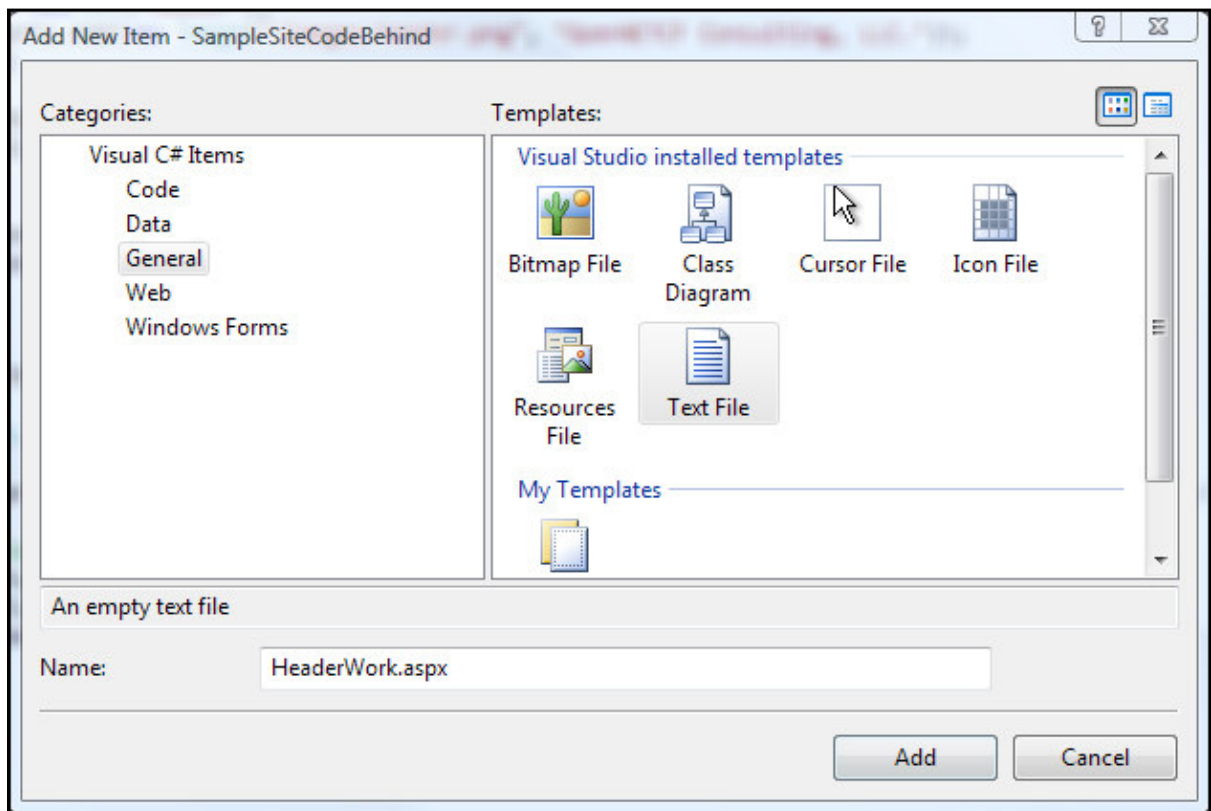 Add New Item - SampleSiteCodeBehind
Categories:
Visual C# Items
Code
Data
General
Web
Windows Forms
Templates:
Visual Studio installed templates
Bitmap File
Class
Diagram
Cursor File
Icon File
Resources
File
Text File
My Templates
An empty text file
Name:
HeaderWork.aspx
Add
Cancel